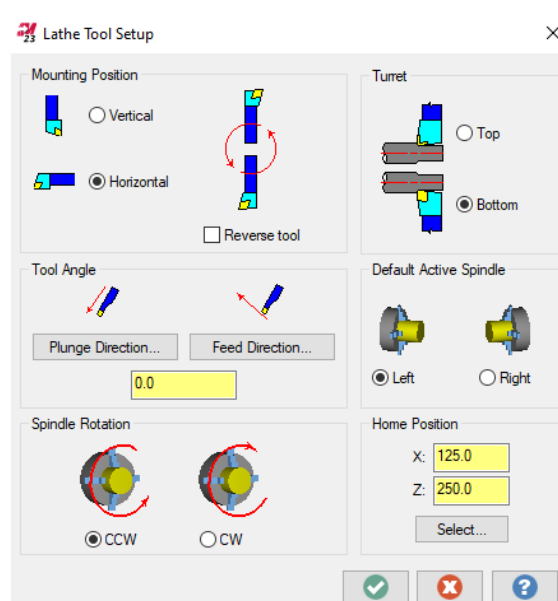 23 Lathe Tool Setup
Mounting Position
Vertical
Horizontal
Reverse tool
Turret
Top
Bottom
Tool Angle
Plunge Direction...
Feed Direction...
0.0
Default Active Spindle
Left
Right
Spindle Rotation
CCW
CW
Home Position
X: 125.0
Z: 250.0
Select...
?